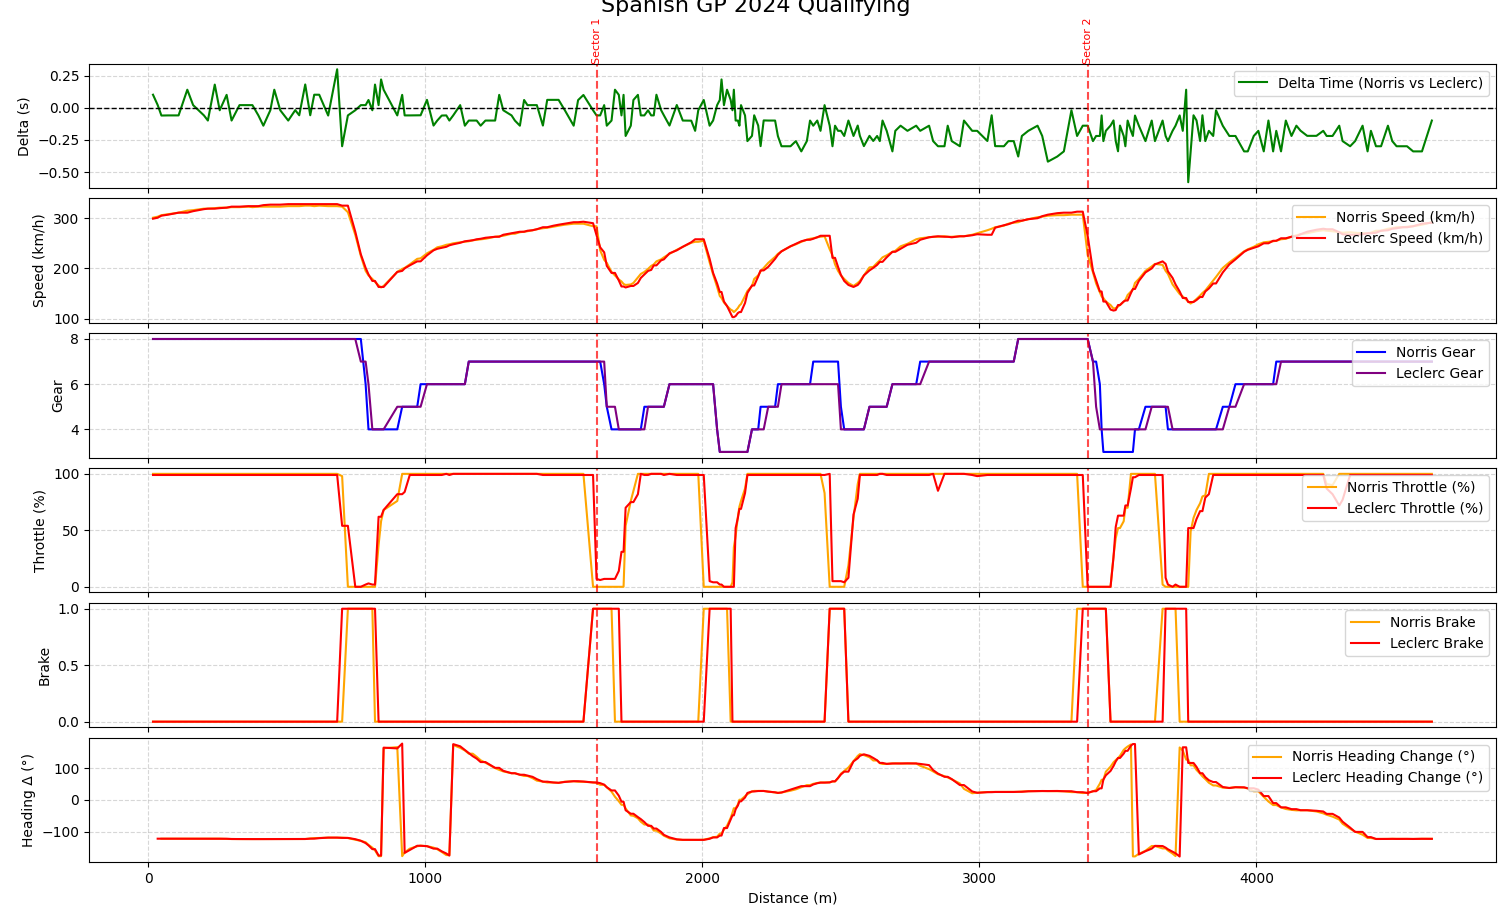 Spanish GP 2024 Qualifying
Sector 1
Sector 2
Delta (s)
0.25
0.00
−0.25
−0.50
Delta Time (Norris vs Leclerc)
Speed (km/h)
300
200
100
Norris Speed (km/h)
Leclerc Speed (km/h)
Gear
8
6
4
Norris Gear
Leclerc Gear
Throttle (%)
100
50
0
Norris Throttle (%)
Leclerc Throttle (%)
Brake
1.0
0.5
0.0
Norris Brake
Leclerc Brake
Heading Δ (°)
100
0
−100
Norris Heading Change (°)
Leclerc Heading Change (°)
0
1000
2000
3000
4000
Distance (m)